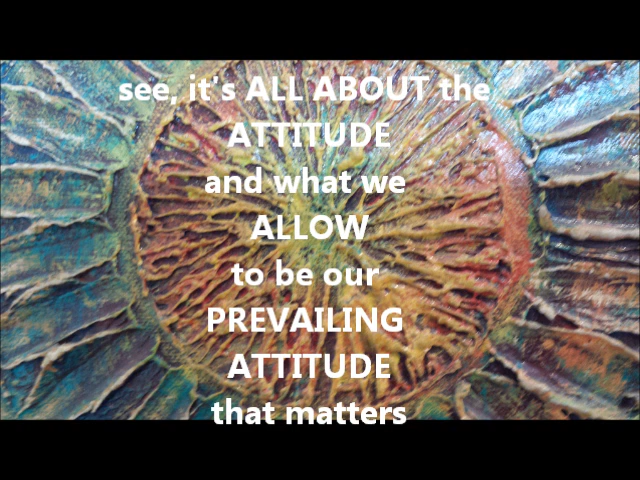 see, it's ALL ABOUT the
ATTITUDE
and what we
ALLOW
to be our
PREVAILING
ATTITUDE
that matters